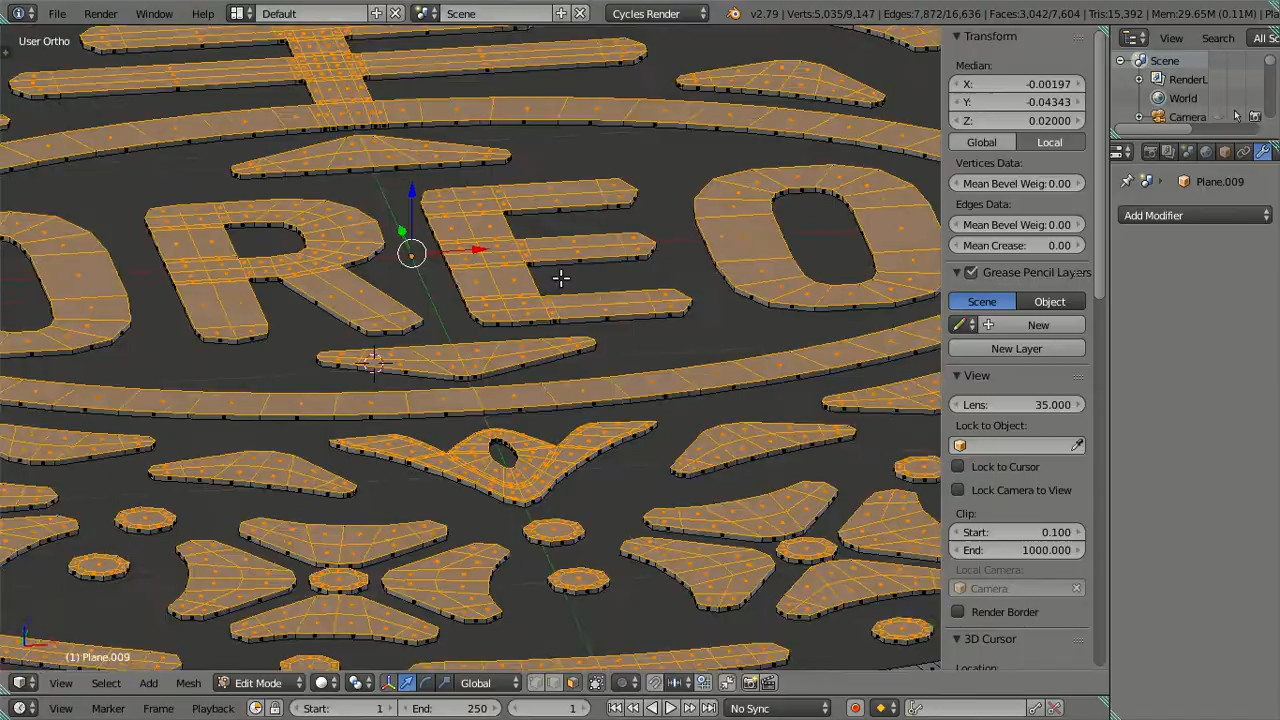 File Render Window Help Default Scene Cycles Render v2.79 | Verts:5,035/9,147 | Edges:7,872/16,636 | Faces:3,042/7,604 | Tris:15,392 | Mem:29.65M (0.11M) |
User Ortho
Transform
View Search All Sc
Median:
Scene
X: -0.00197
RenderL
Y: -0.04343
World
Z: 0.02000
Camera
Global Local
Vertices Data:
Mean Bevel Weig:0.00
Plane.009
Edges Data:
Add Modifier
Mean Bevel Weig:0.00
Mean Crease: 0.00
Grease Pencil Layers
Scene Object
New
New Layer
View
Lens: 35.000
Lock to Object:
Lock to Cursor
Lock Camera to View
Clip:
Start: 0.100
End: 1000.000
Local Camera:
Camera
Render Border
3D Cursor
Location:
OREO
(1) Plane.009
View Select Add Mesh Edit Mode Global
View Marker Frame Playback Start: 1 End: 250 1 No Sync